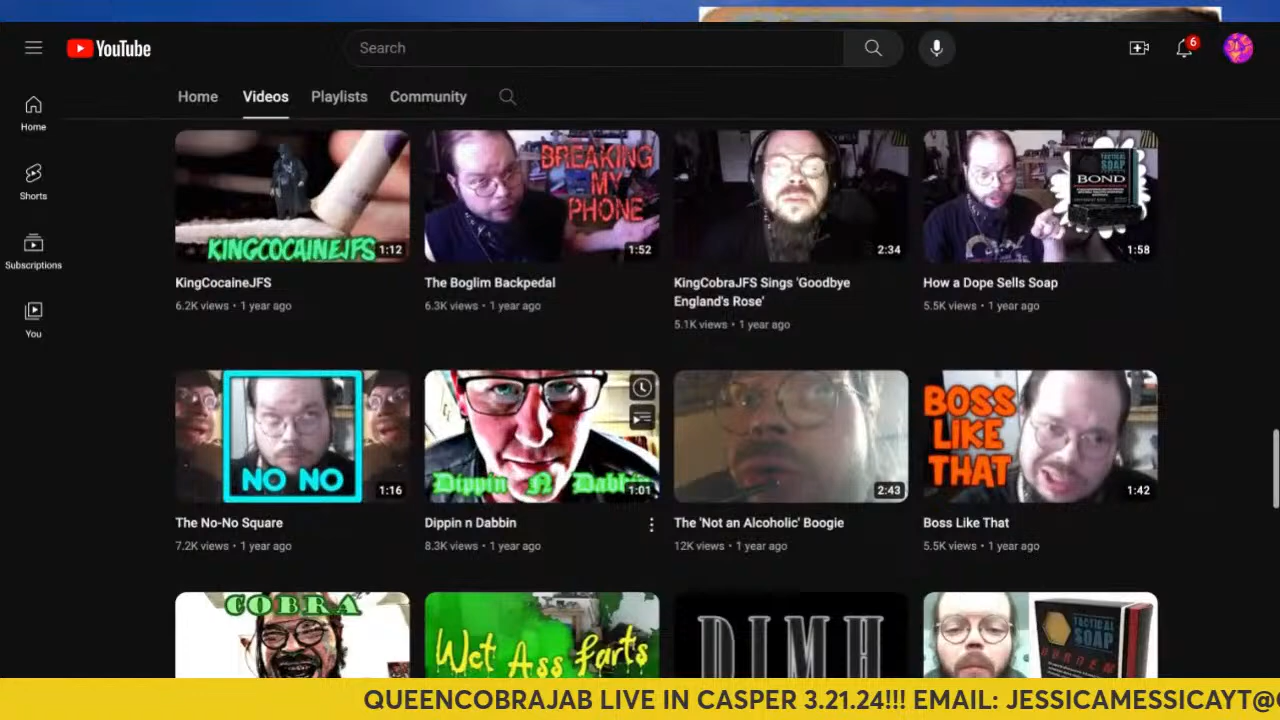 YouTube
Search
6
Home
Videos
Playlists
Community
Home
Shorts
Subscriptions
You
KINGCOCAINEJFS
1:12
KingCocaineJFS
6.2K views • 1 year ago
BREAKING
MY
PHONE
1:52
The Boglim Backpedal
6.3K views • 1 year ago
2:34
KingCobraJFS Sings 'Goodbye
England's Rose'
5.1K views • 1 year ago
TACTICAL
SOAP
BOND
1:58
How a Dope Sells Soap
5.5K views • 1 year ago
NO NO
1:16
The No-No Square
7.2K views • 1 year ago
Dippin N
1:01
Dippin n Dabbin
8.3K views • 1 year ago
2:43
The 'Not an Alcoholic' Boogie
12K views • 1 year ago
BOSS
LIKE
THAT
1:42
Boss Like That
5.5K views • 1 year ago
COBRA
Wet Ass farts
DIMH
TACTICAL
SOAP
QUEENCOBRAJAB LIVE IN CASPER 3.21.24!!! EMAIL: JESSICAMESSICAYT@